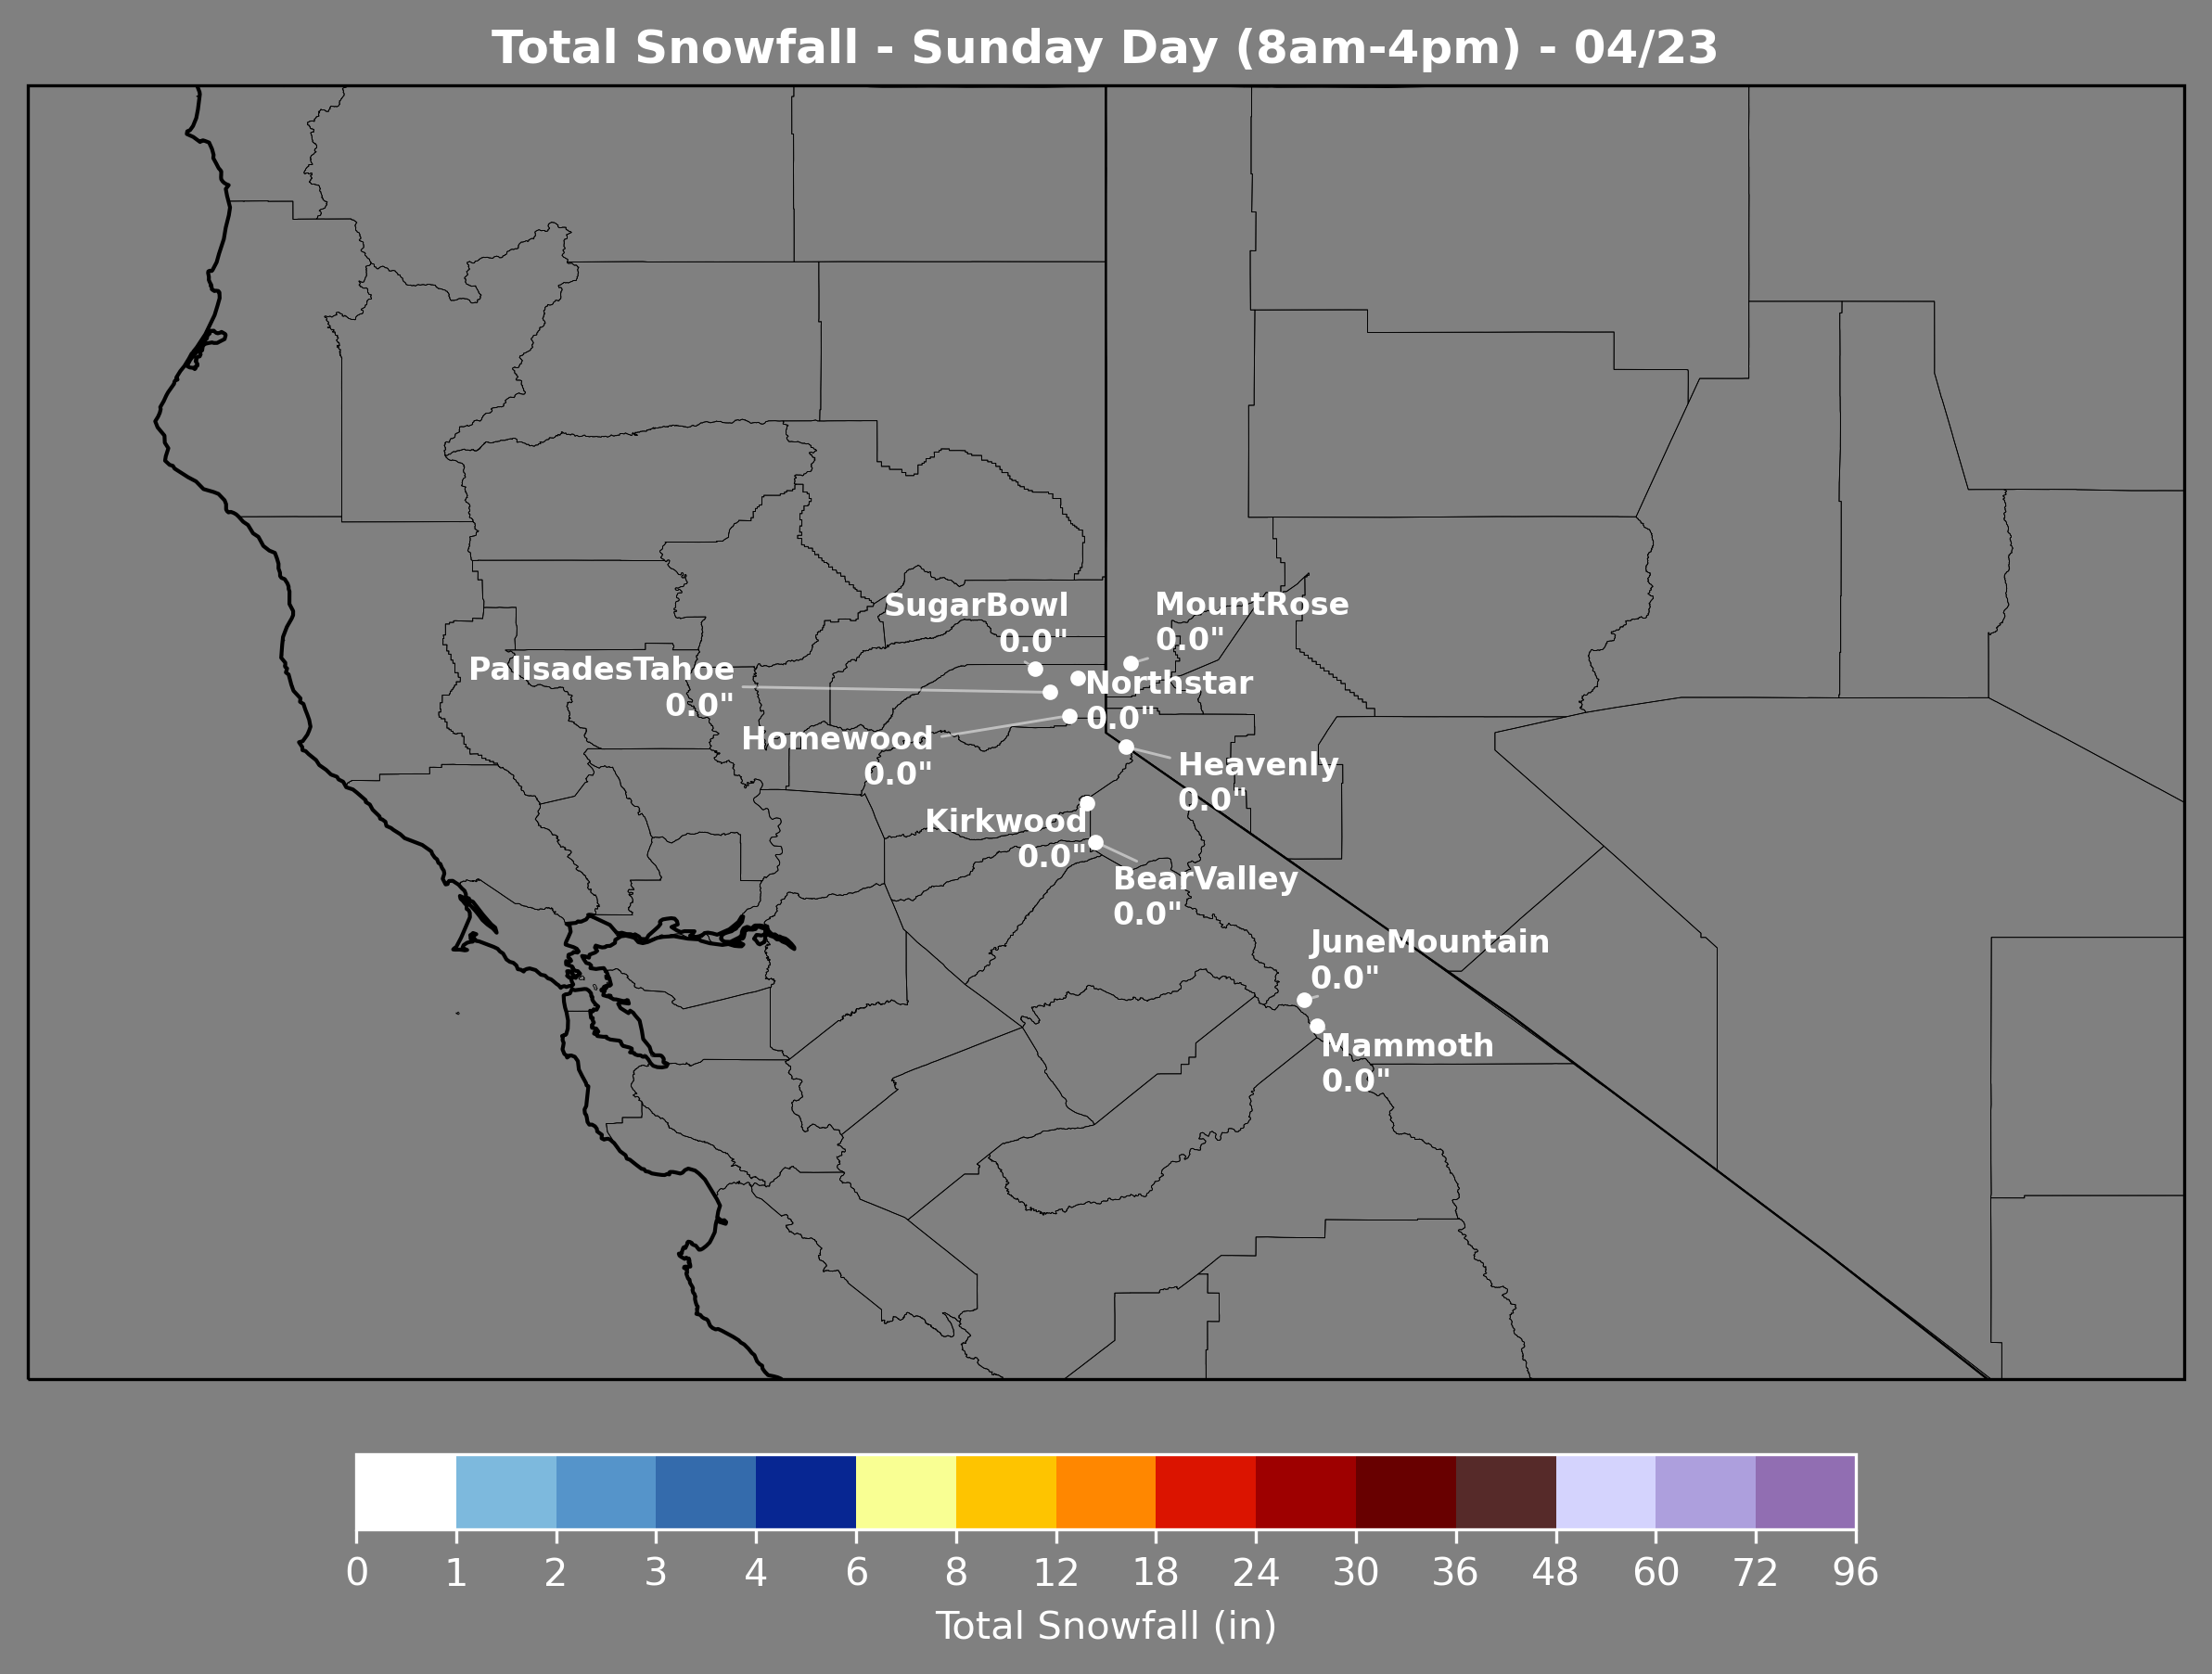 Total Snowfall - Sunday Day (8am-4pm) - 04/23
SugarBowl
0.0"
MountRose
0.0"
PalisadesTahoe
0.0"
Northstar
0.0"
Homewood
0.0"
Heavenly
0.0"
Kirkwood
0.0"
BearValley
0.0"
JuneMountain
0.0"
Mammoth
0.0"
0 1 2 3 4 6 8 12 18 24 30 36 48 60 72 96
Total Snowfall (in)